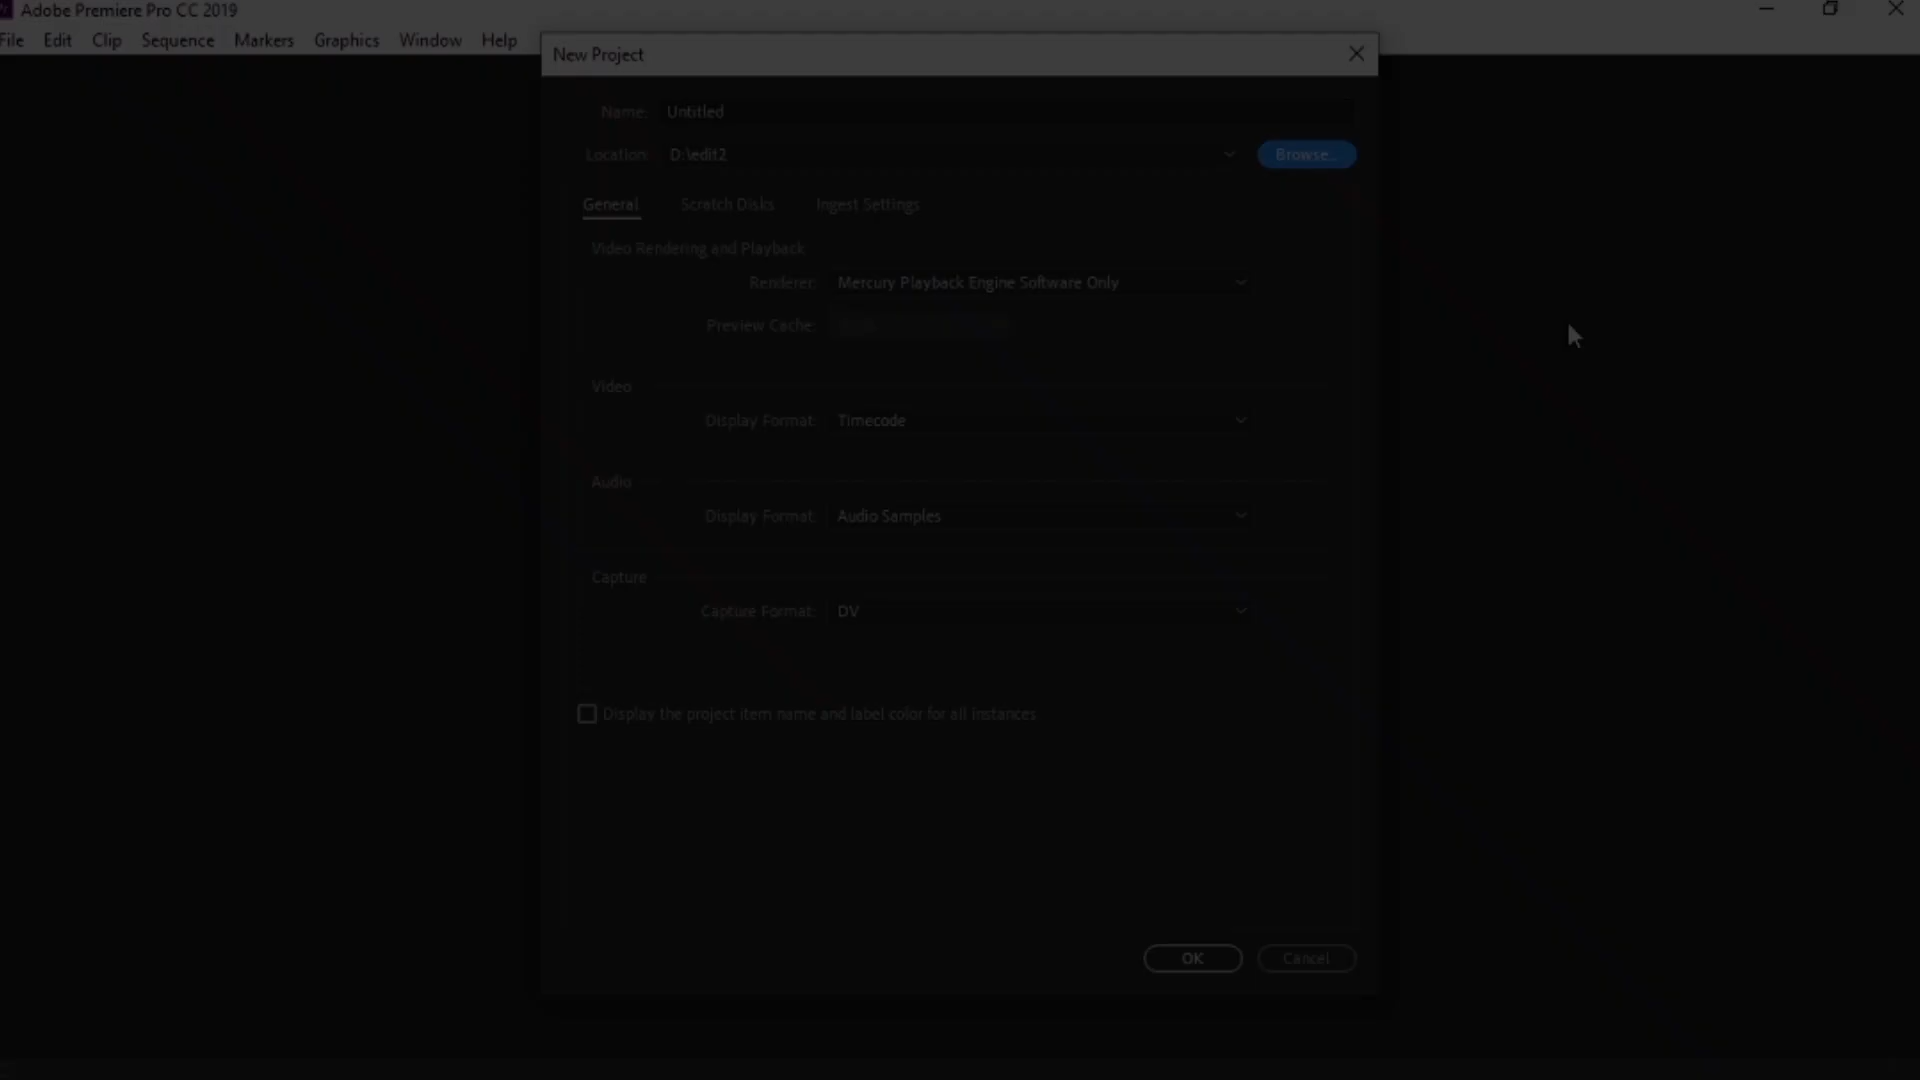 Adobe Premiere Pro CC 2019
File Edit Clip Sequence Markers Graphics Window Help
New Project
Name: Untitled
Location: D:\edit2 Browse...
General Scratch Disks Ingest Settings
Video Rendering and Playback
Renderer: Mercury Playback Engine Software Only
Preview Cache:
Video
Display Format: Timecode
Audio
Display Format: Audio Samples
Capture
Capture Format: DV
Display the project item name and label color for all instances
OK Cancel